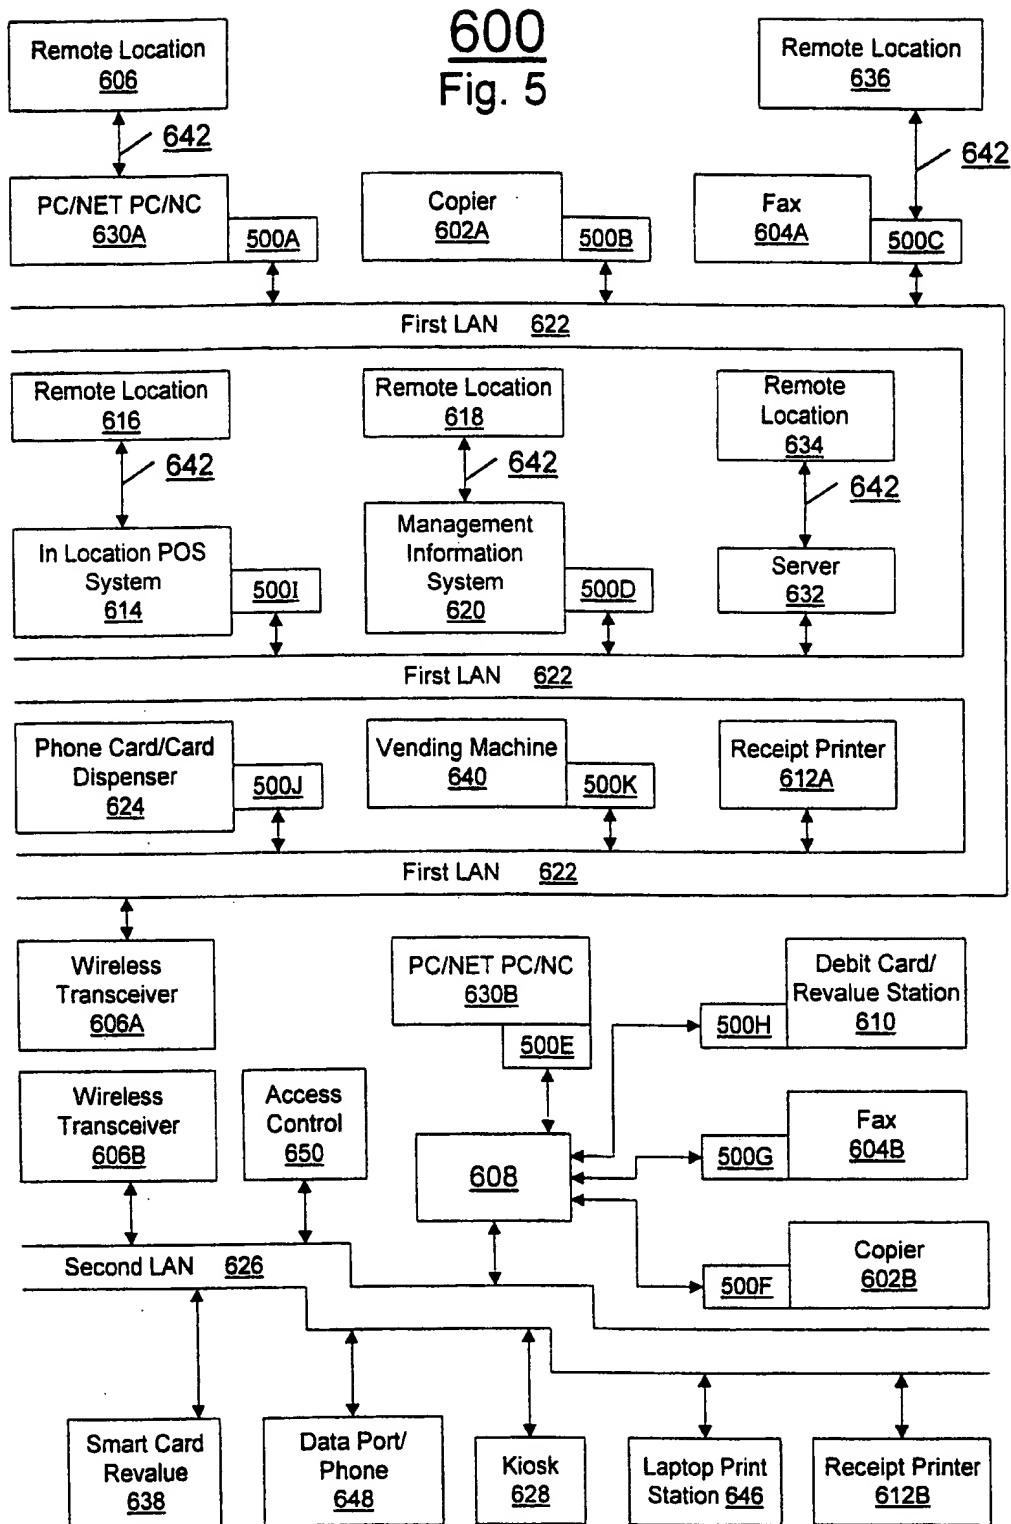 600
Fig. 5
Remote Location
606
Remote Location
636
642
642
PC/NET PC/NC
630A
500A
Copier
602A
500B
Fax
604A
500C
First LAN 622
Remote Location
616
Remote Location
618
Remote
Location
634
642
642
642
In Location POS
System
614
500I
Management
Information
System
620
500D
Server
632
First LAN 622
Phone Card/Card
Dispenser
624
500J
Vending Machine
640
500K
Receipt Printer
612A
First LAN 622
Wireless
Transceiver
606A
PC/NET PC/NC
630B
500E
Debit Card/
Revalue Station
610
500H
Wireless
Transceiver
606B
Access
Control
650
608
Fax
604B
500G
Copier
602B
500F
Second LAN 626
Smart Card
Revalue
638
Data Port/
Phone
648
Kiosk
628
Laptop Print
Station 646
Receipt Printer
612B